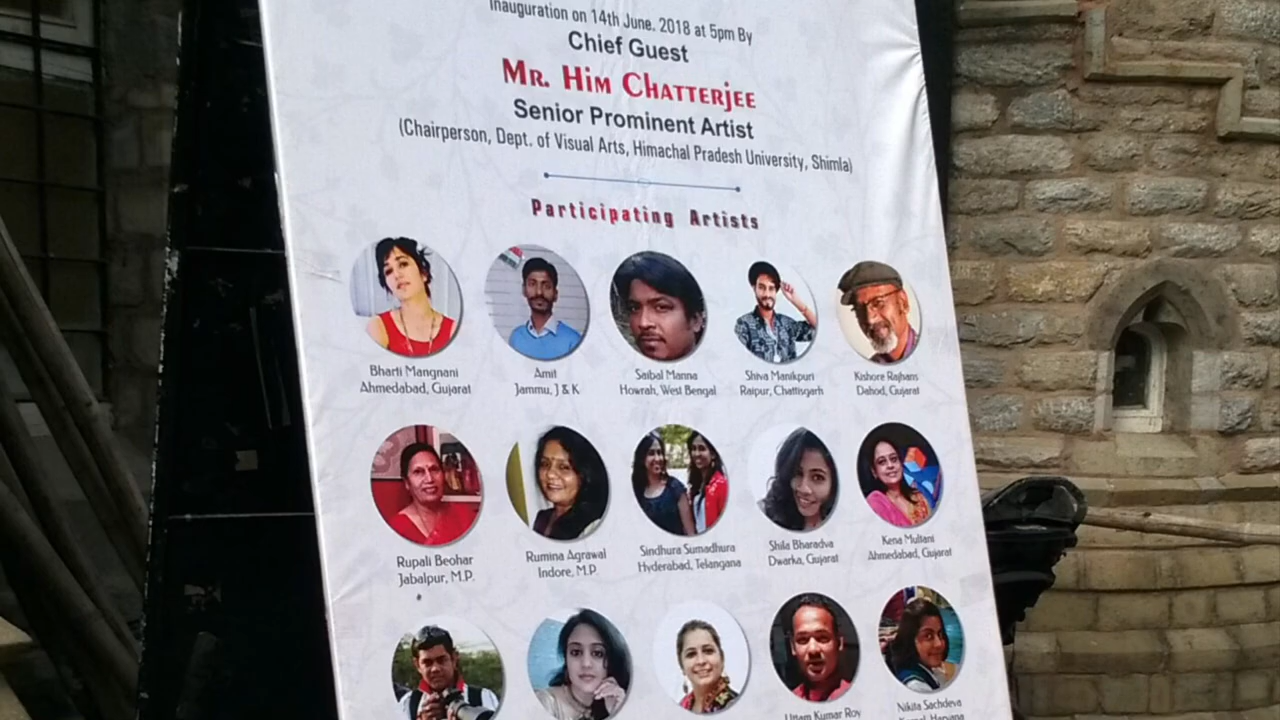 Inauguration on 14th June, 2018 at 5pm By
Chief Guest
Mr. Him Chatterjee
Senior Prominent Artist
(Chairperson, Dept. of Visual Arts, Himachal Pradesh University, Shimla)
Participating Artists
Bharti Mangnani
Ahmedabad, Gujarat
Amit
Jammu, J & K
Saibal Manna
Howrah, West Bengal
Shiva Manikpuri
Raipur, Chattisgarh
Kishore Rajhans
Dahod, Gujarat
Rupali Beohar
Jabalpur, M.P.
Rumina Agrawal
Indore, M.P.
Sindhura Sumadhura
Hyderabad, Telangana
Shila Bharadva
Dwarka, Gujarat
Kena Multani
Ahmedabad, Gujarat
Uttam Kumar Roy
Nikita Sachdeva
Haryana